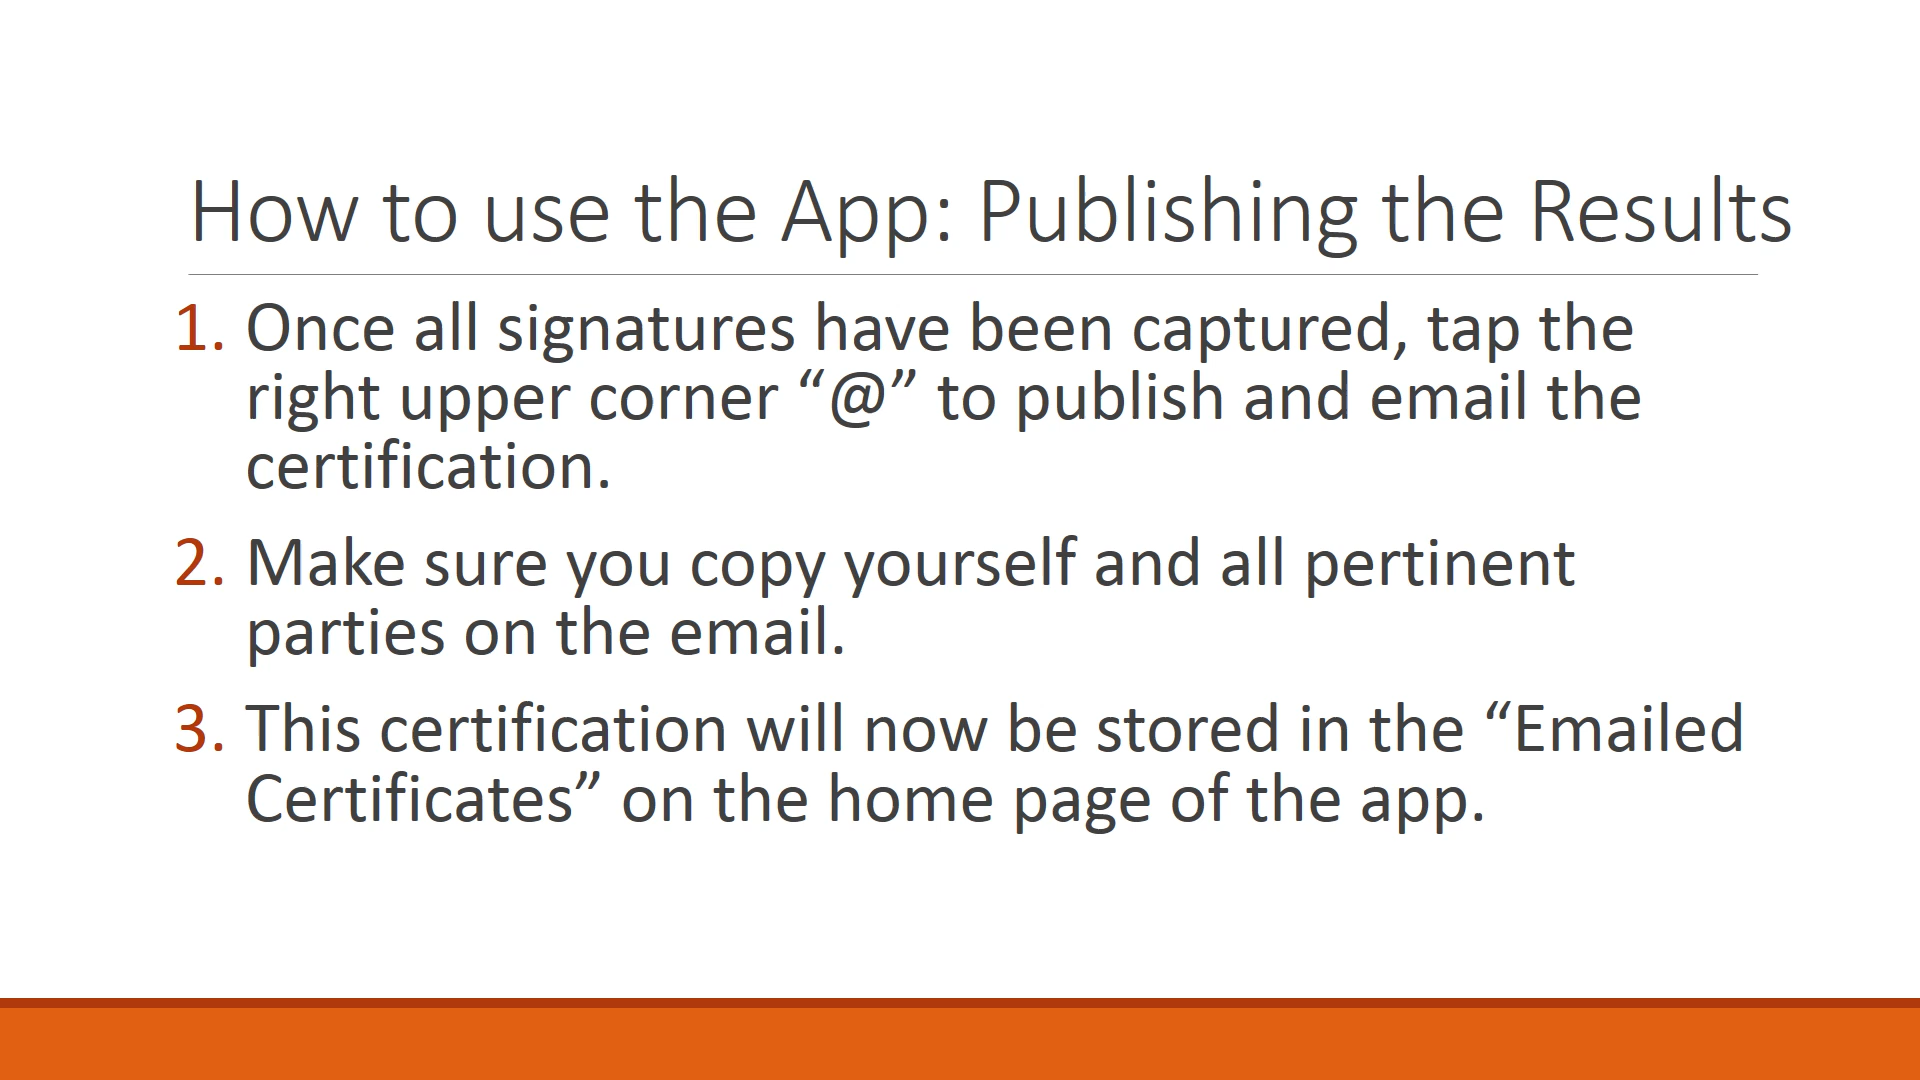 How to use the App: Publishing the Results
1. Once all signatures have been captured, tap the
right upper corner “@” to publish and email the
certification.
2. Make sure you copy yourself and all pertinent
parties on the email.
3. This certification will now be stored in the “Emailed
Certificates” on the home page of the app.